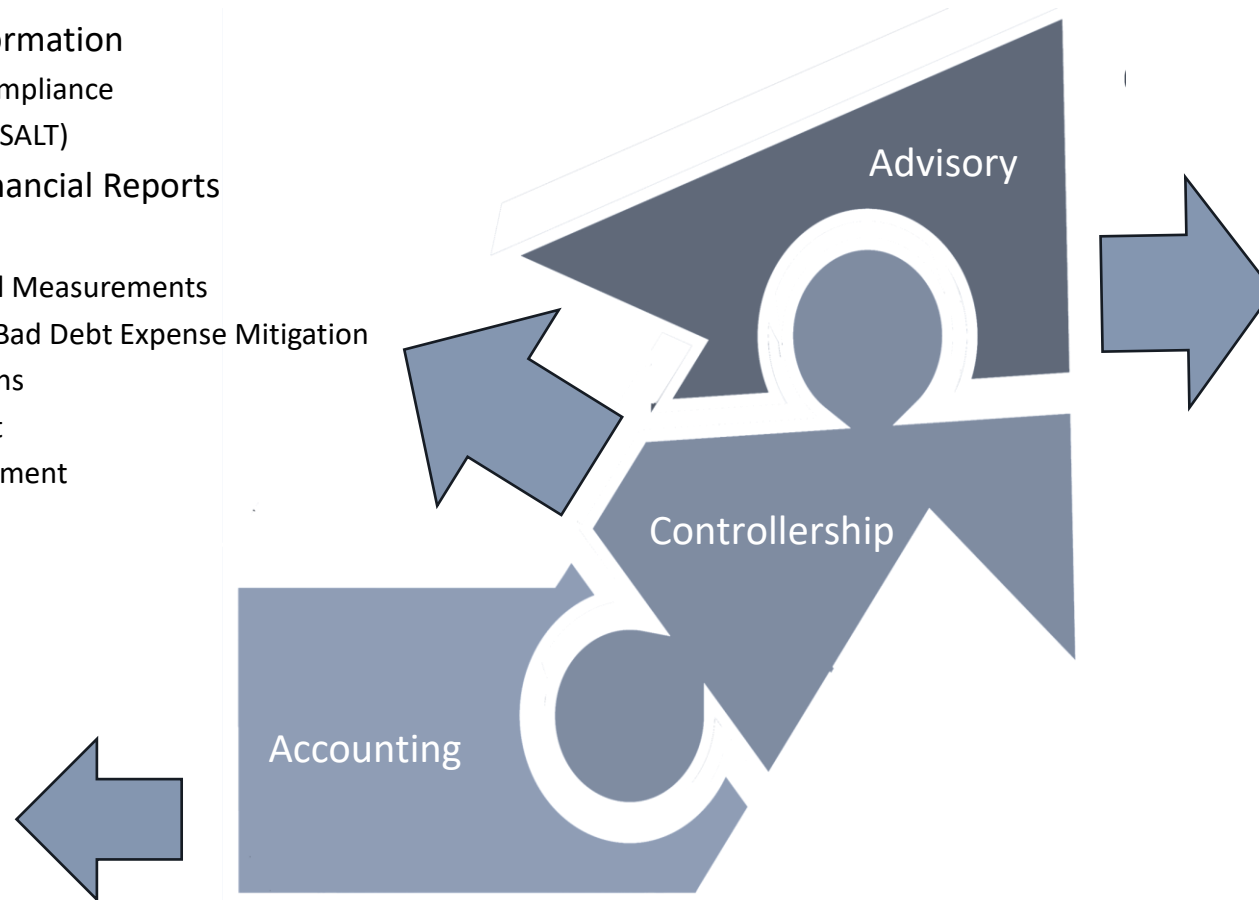 ormation
mpliance
SALT)
nancial Reports
Measurements
Bad Debt Expense Mitigation
ns
t
ment
Advisory
Controllership
Accounting